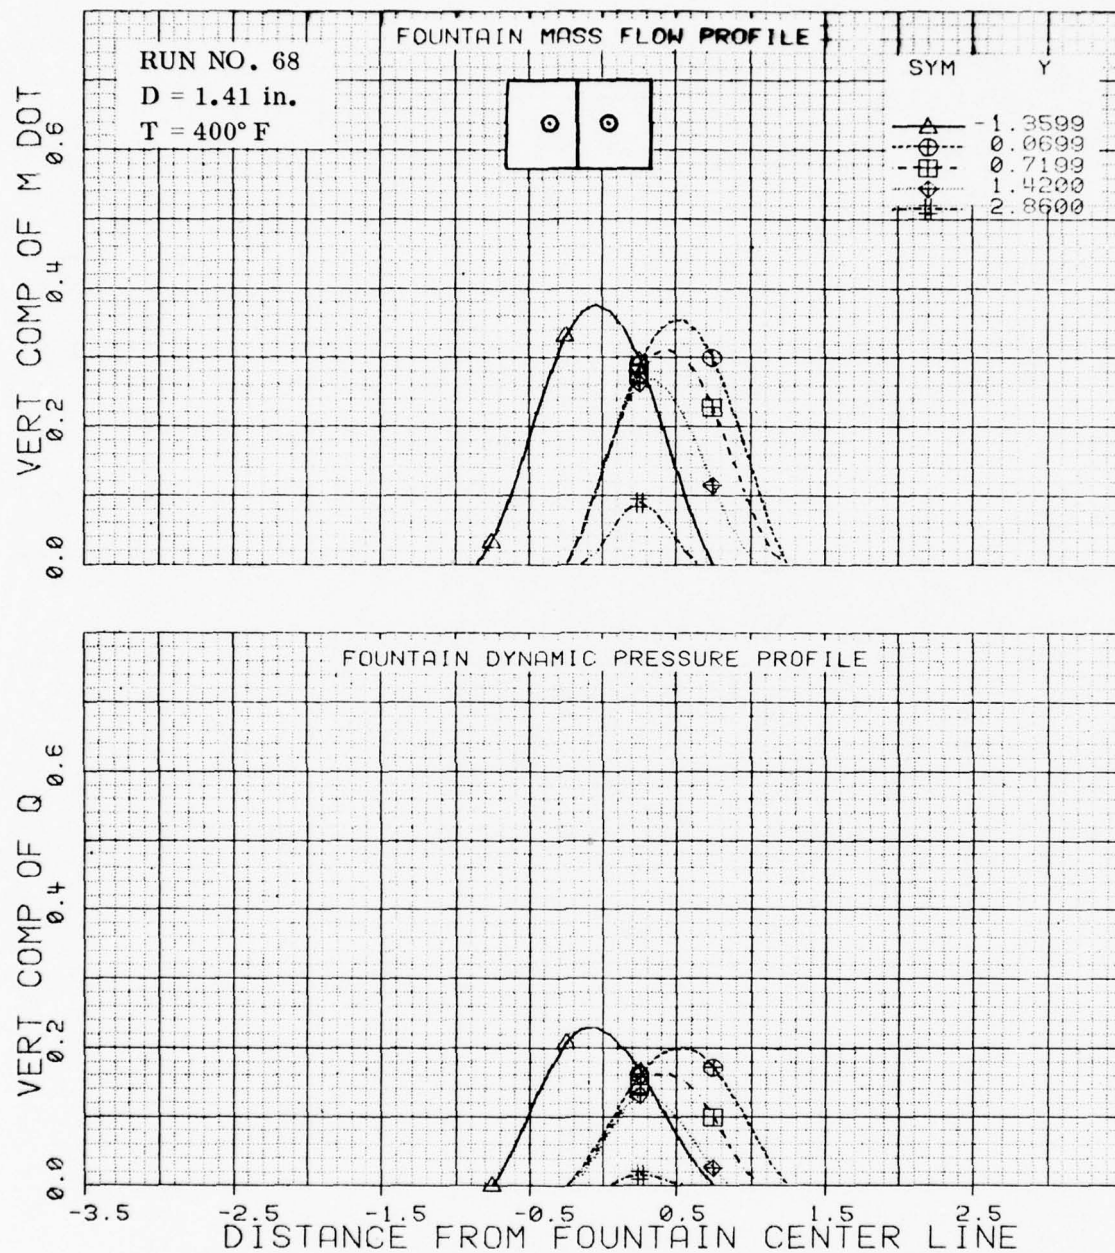 FOUNTAIN MASS FLOW PROFILE
RUN NO. 68
D = 1.41 in.
T = 400° F
SYM Y
-1.3599
0.0699
0.7199
1.4200
2.8600
VERT COMP OF M DOT
0.6
0.4
0.2
0.0
FOUNTAIN DYNAMIC PRESSURE PROFILE
VERT COMP OF Q
0.6
0.4
0.2
0.0
-3.5 -2.5 -1.5 -0.5 0.5 1.5 2.5
DISTANCE FROM FOUNTAIN CENTER LINE